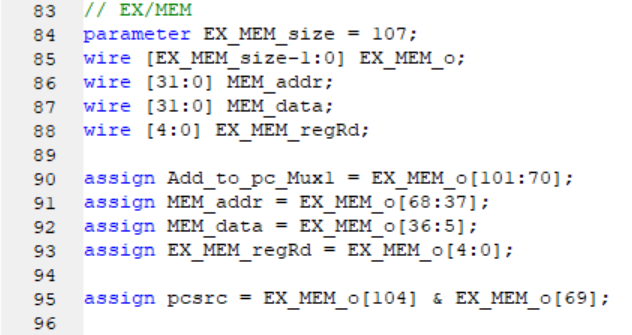 83 // EX/MEM
84 parameter EX_MEM_size = 107;
85 wire [EX_MEM_size-1:0] EX_MEM_o;
86 wire [31:0] MEM_addr;
87 wire [31:0] MEM_data;
88 wire [4:0] EX_MEM_regRd;
89
90 assign Add_to_pc_Mux1 = EX_MEM_o[101:70];
91 assign MEM_addr = EX_MEM_o[68:37];
92 assign MEM_data = EX_MEM_o[36:5];
93 assign EX_MEM_regRd = EX_MEM_o[4:0];
94
95 assign pcsrc = EX_MEM_o[104] & EX_MEM_o[69];
96